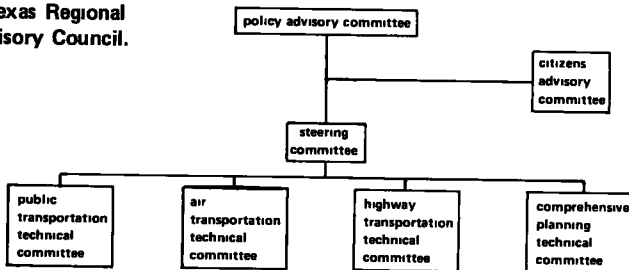 exas Regional
isory Council.
policy advisory committee
citizens
advisory
committee
steering
committee
public
transportation
technical
committee
air
transportation
technical
committee
highway
transportation
technical
committee
comprehensive
planning
technical
committee